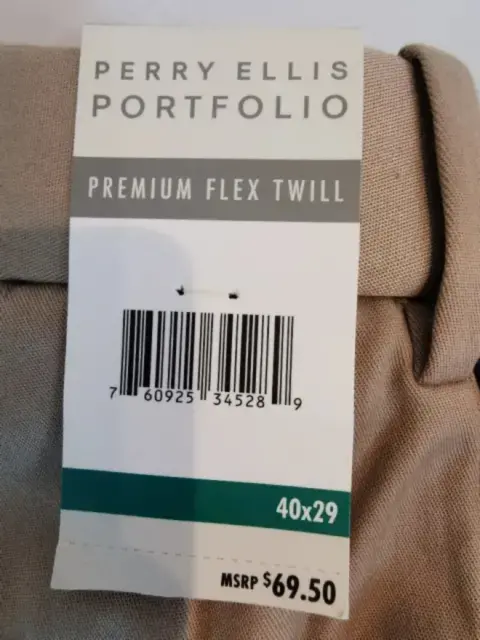 PERRY ELLIS
PORTFOLIO
PREMIUM FLEX TWILL
7 60925 34528 9
40x29
MSRP $69.50